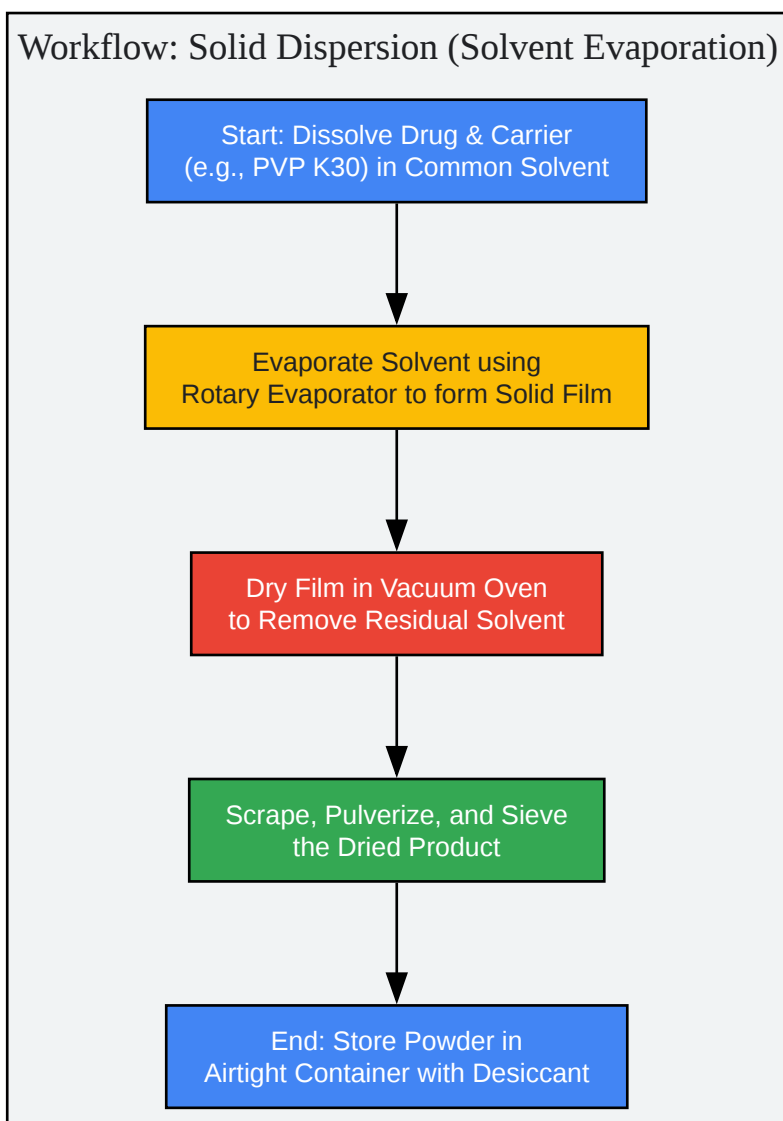 Workflow: Solid Dispersion (Solvent Evaporation)
Start: Dissolve Drug & Carrier
(e.g., PVP K30) in Common Solvent
Evaporate Solvent using
Rotary Evaporator to form Solid Film
Dry Film in Vacuum Oven
to Remove Residual Solvent
Scrape, Pulverize, and Sieve
the Dried Product
End: Store Powder in
Airtight Container with Desiccant